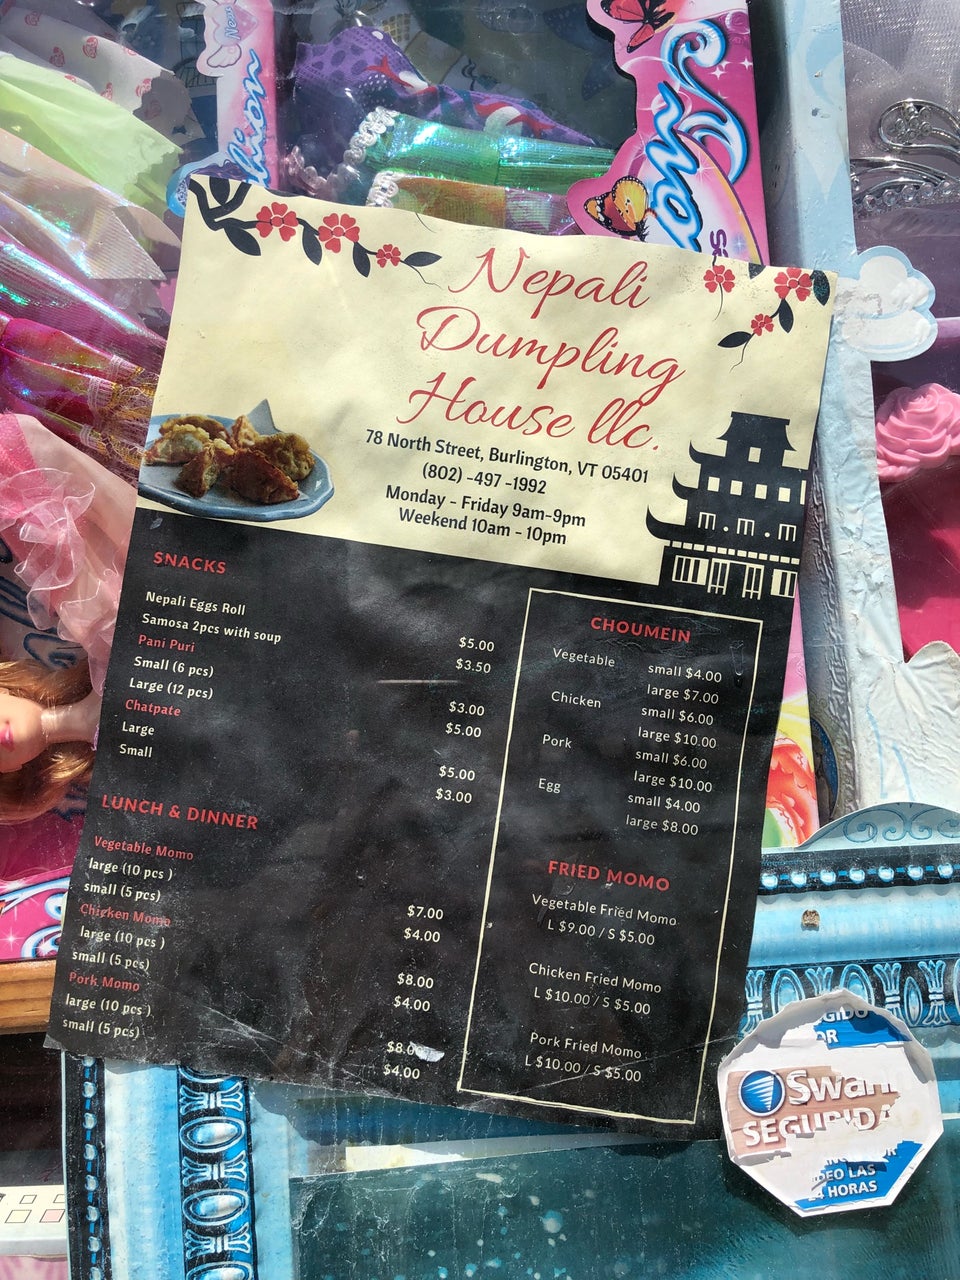 Nepali
Dumpling
House llc.
78 North Street, Burlington, VT 05401
(802) -497 -1992
Monday - Friday 9am-9pm
Weekend 10am - 10pm
SNACKS
Nepali Eggs Roll $5.00
Samosa 2pcs with soup $3.50
Pani Puri
Small (6 pcs) $3.00
Large (12 pcs) $5.00
Chatpate
Large $5.00
Small $3.00
LUNCH & DINNER
Vegetable Momo
large (10 pcs ) $7.00
small (5 pcs) $4.00
Chicken Momo
large (10 pcs ) $8.00
small (5 pcs) $4.00
Pork Momo
large (10 pcs ) $8.00
small (5 pcs) $4.00
CHOUMEIN
Vegetable small $4.00
large $7.00
Chicken small $6.00
large $10.00
Pork small $6.00
large $10.00
Egg small $4.00
large $8.00
FRIED MOMO
Vegetable Fried Momo
L $9.00 / S $5.00
Chicken Fried Momo
L $10.00 / S $5.00
Pork Fried Momo
L $10.00 / S $5.00
Swan
SEGURIDA
EO LAS
4 HORAS